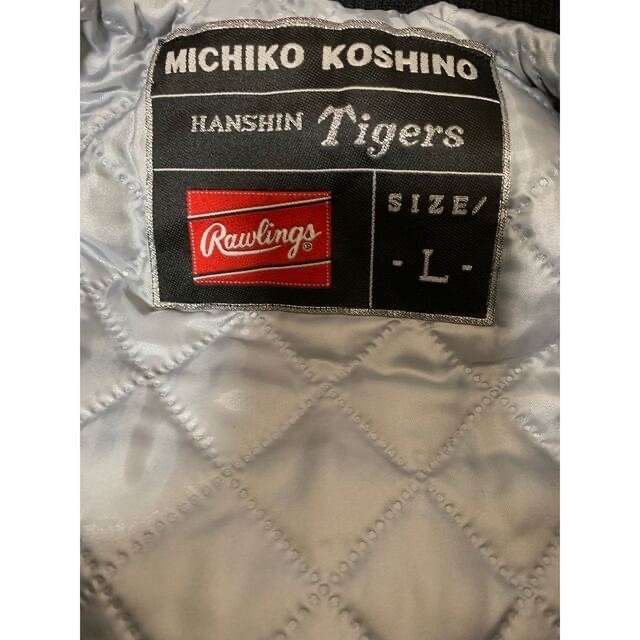 MICHIKO KOSHINO
HANSHIN Tigers
Rawlings®
SIZE/
- L -